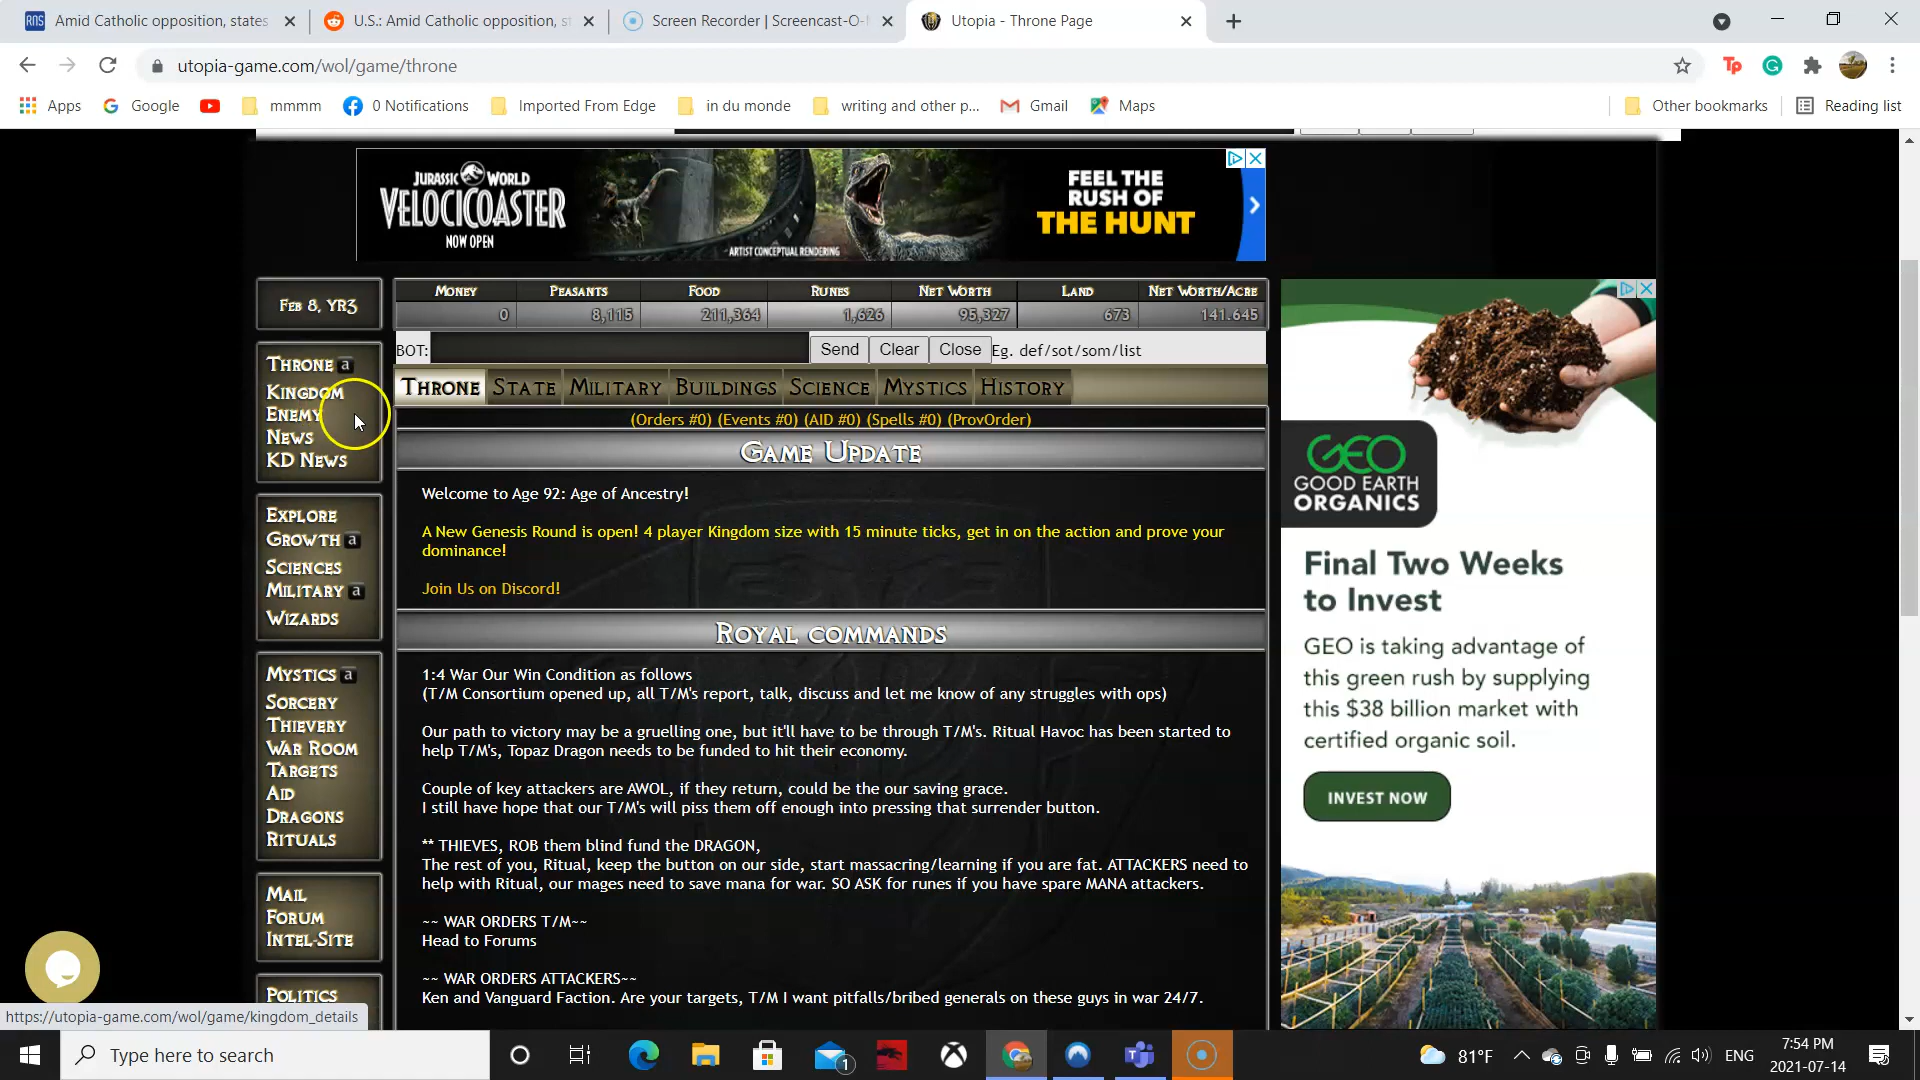 Amid Catholic opposition, states
U.S.: Amid Catholic opposition, s
Screen Recorder | Screencast-O-
Utopia - Throne Page
utopia-game.com/wol/game/throne
Apps
Google
mmmm
0 Notifications
Imported From Edge
in du monde
writing and other p...
Gmail
Maps
Other bookmarks
Reading list
JURASSIC WORLD
VELOCICOASTER
NOW OPEN
ARTIST CONCEPTUAL RENDERING
FEEL THE
RUSH OF
THE HUNT
Feb 8, YR3
Money Peasants Food Runes Net Worth Land Net Worth/Acre
0 8,115 211,364 1,626 95,327 673 141.645
BOT: Send Clear Close Eg. def/sot/som/list
Throne State Military Buildings Science Mystics History
(Orders #0) (Events #0) (AID #0) (Spells #0) (ProvOrder)
Throne a
Kingdom
Enemy
News
KD News
Explore
Growth a
Sciences
Military a
Wizards
Mystics a
Sorcery
Thievery
War Room
Targets
Aid
Dragons
Rituals
Mail
Forum
Intel-Site
Politics
Game Update
Welcome to Age 92: Age of Ancestry!
A New Genesis Round is open! 4 player Kingdom size with 15 minute ticks, get in on the action and prove your
dominance!
Join Us on Discord!
Royal commands
1:4 War Our Win Condition as follows
(T/M Consortium opened up, all T/M's report, talk, discuss and let me know of any struggles with ops)
Our path to victory may be a gruelling one, but it'll have to be through T/M's. Ritual Havoc has been started to
help T/M's, Topaz Dragon needs to be funded to hit their economy.
Couple of key attackers are AWOL, if they return, could be the our saving grace.
I still have hope that our T/M's will piss them off enough into pressing that surrender button.
** THIEVES, ROB them blind fund the DRAGON,
The rest of you, Ritual, keep the button on our side, start massacring/learning if you are fat. ATTACKERS need to
help with Ritual, our mages need to save mana for war. SO ASK for runes if you have spare MANA attackers.
~~ WAR ORDERS T/M~~
Head to Forums
~~ WAR ORDERS ATTACKERS~~
Ken and Vanguard Faction. Are your targets, T/M I want pitfalls/bribed generals on these guys in war 24/7.
GEO
GOOD EARTH
ORGANICS
Final Two Weeks
to Invest
GEO is taking advantage of
this green rush by supplying
this $38 billion market with
certified organic soil.
INVEST NOW
https://utopia-game.com/wol/game/kingdom_details
Type here to search
1
81°F
ENG
7:54 PM
2021-07-14